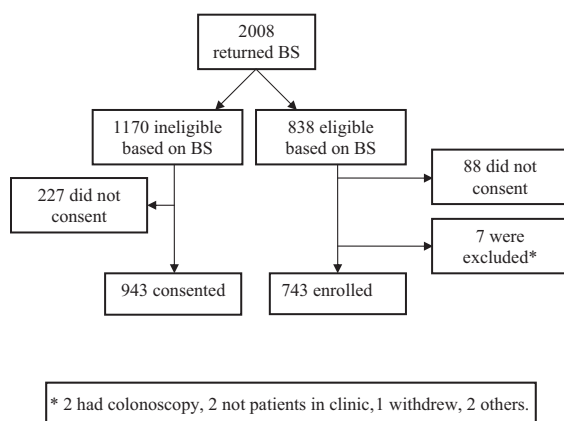 2008
returned BS
1170 ineligible
based on BS
838 eligible
based on BS
88 did not
consent
227 did not
consent
7 were
excluded*
943 consented
743 enrolled
* 2 had colonoscopy, 2 not patients in clinic,1 withdrew, 2 others.